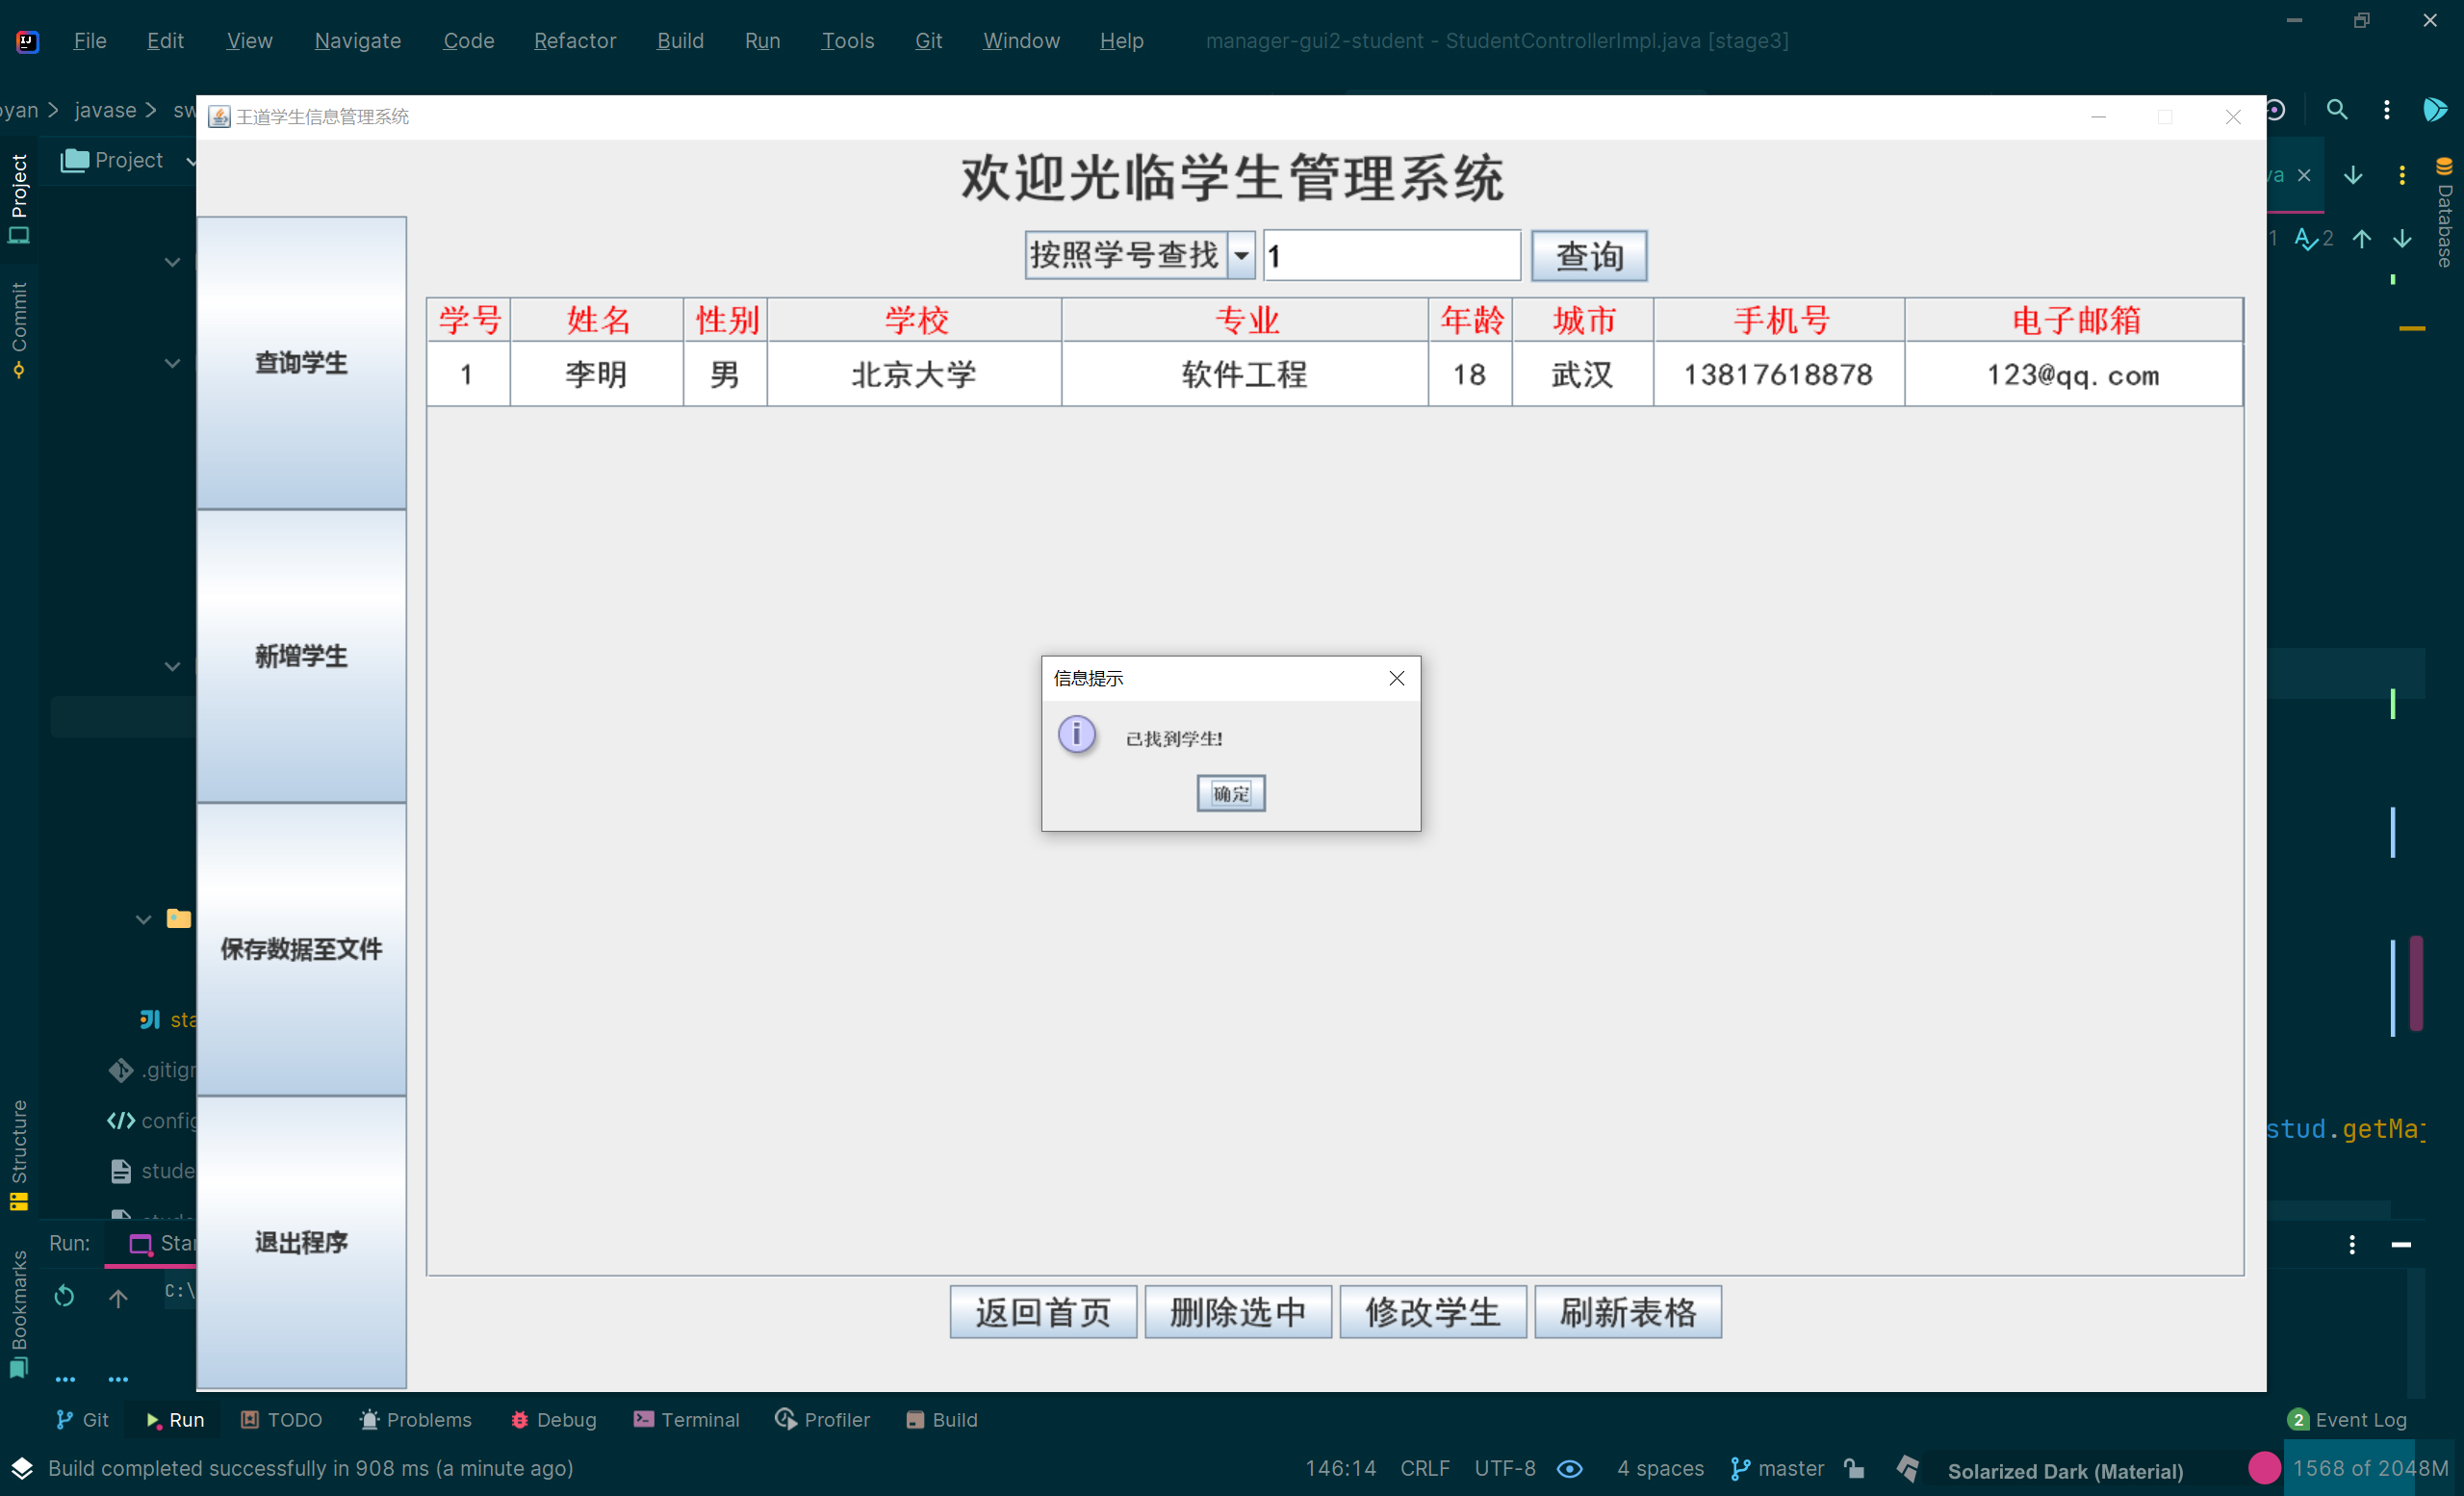 File Edit View Navigate Code Refactor Build Run Tools Git Window Help manager-gui2-student - StudentControllerImpl.java [stage3]
oyan > javase > sw
王道学生信息管理系统
Project
Project
va
Database
欢迎光临学生管理系统
按照学号查找 1 查询
1 2
Commit
学号 姓名 性别 学校 专业 年龄 城市 手机号 电子邮箱
1 李明 男 北京大学 软件工程 18 武汉 13817618878 123@qq.com
查询学生
新增学生
信息提示
已找到学生!
确定
保存数据至文件
sta
.gitigr
config
stud.getMa
Structure
stude
退出程序
Run: Star
Bookmarks
C:\
返回首页 删除选中 修改学生 刷新表格
Git Run TODO Problems Debug Terminal Profiler Build 2 Event Log
Build completed successfully in 908 ms (a minute ago) 146:14 CRLF UTF-8 4 spaces master Solarized Dark (Material) 1568 of 2048M